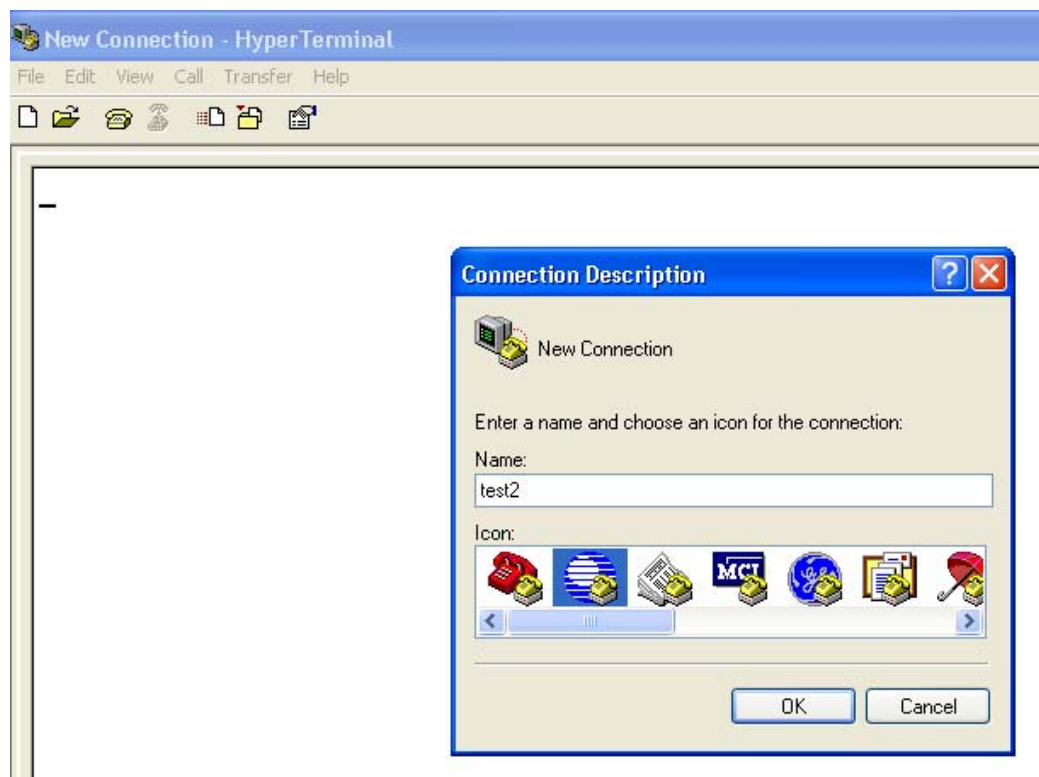 New Connection - HyperTerminal
File Edit View Call Transfer Help
Connection Description
New Connection
Enter a name and choose an icon for the connection:
Name:
test2
Icon:
MCI
OK Cancel